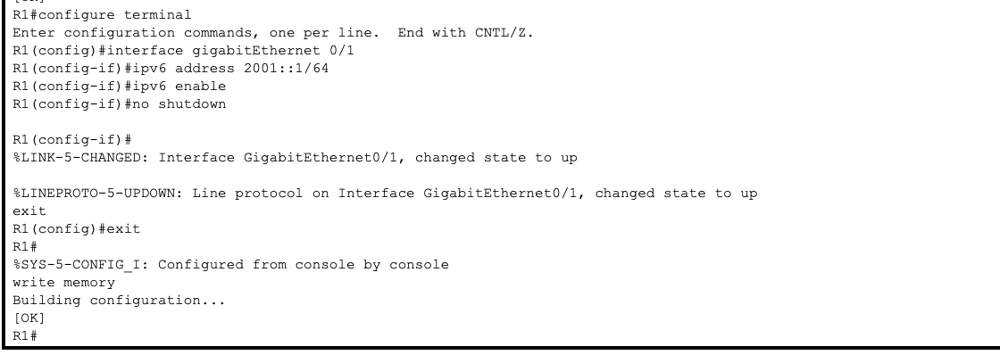 [OK]
R1#configure terminal
Enter configuration commands, one per line.  End with CNTL/Z.
R1(config)#interface gigabitEthernet 0/1
R1(config-if)#ipv6 address 2001::1/64
R1(config-if)#ipv6 enable
R1(config-if)#no shutdown
R1(config-if)#
%LINK-5-CHANGED: Interface GigabitEthernet0/1, changed state to up
%LINEPROTO-5-UPDOWN: Line protocol on Interface GigabitEthernet0/1, changed state to up
exit
R1(config)#exit
R1#
%SYS-5-CONFIG_I: Configured from console by console
write memory
Building configuration...
[OK]
R1#